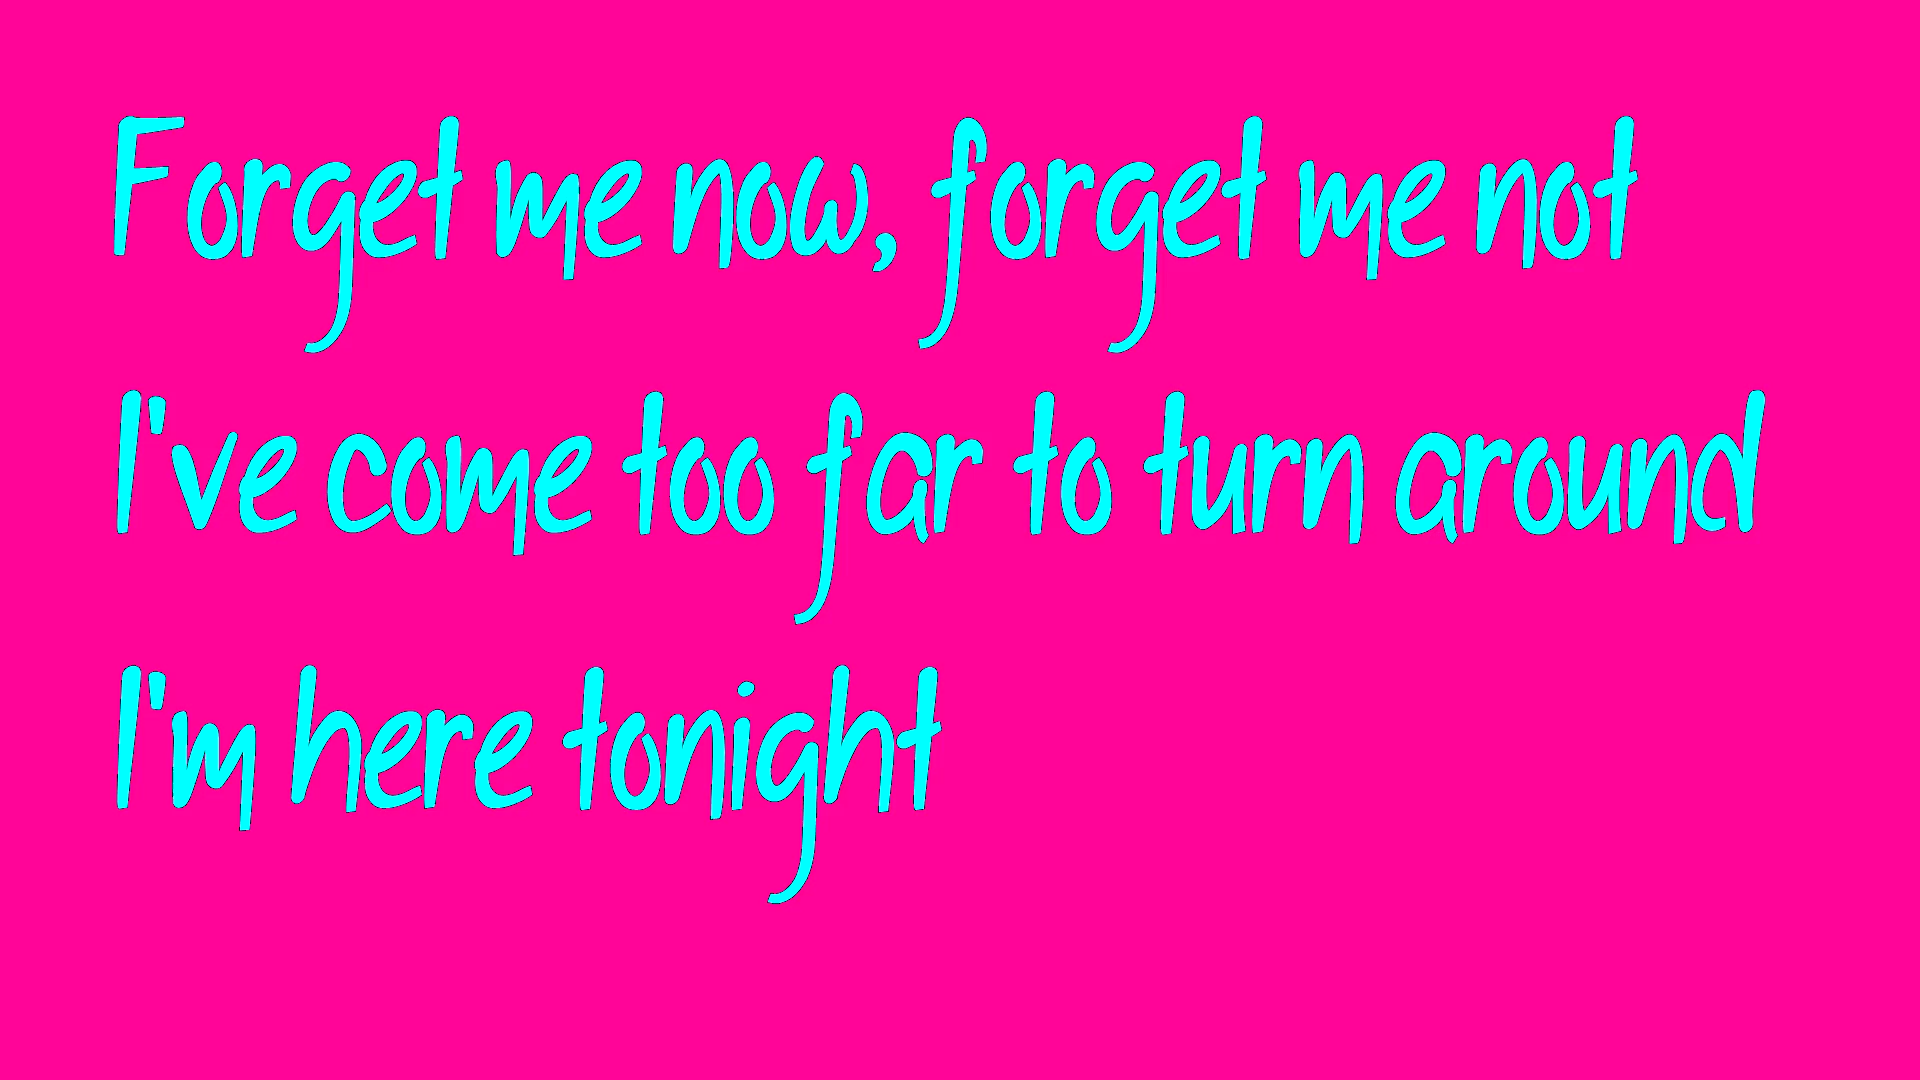 Forget me now, forget me not
I've come too far to turn around
I'm here tonight